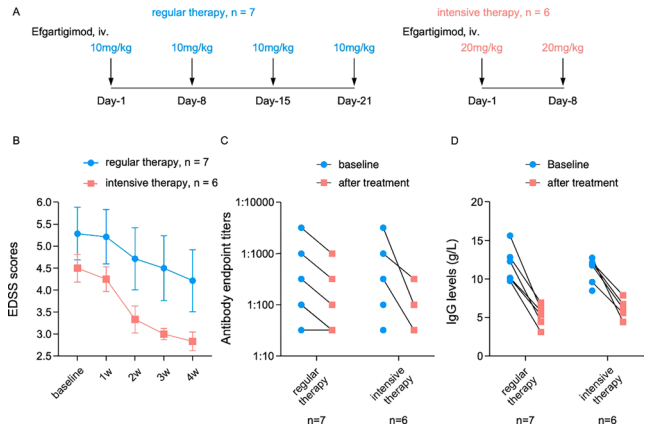 A
regular therapy, n = 7
intensive therapy, n = 6
Efgartigimod, iv.
Efgartigimod, iv.
10mg/kg 10mg/kg 10mg/kg 10mg/kg
20mg/kg 20mg/kg
Day-1 Day-8 Day-15 Day-21
Day-1 Day-8
B
regular therapy, n = 7
intensive therapy, n = 6
EDSS scores
6.0
5.5
5.0
4.5
4.0
3.5
3.0
2.5
baseline 1w 2w 3w 4w
C
baseline
after treatment
Antibody endpoint titers
1:10000
1:1000
1:100
1:10
regular therapy
intensive therapy
n=7 n=6
D
Baseline
after treatment
IgG levels (g/L)
20
15
10
5
0
regular therapy
intensive therapy
n=7 n=6